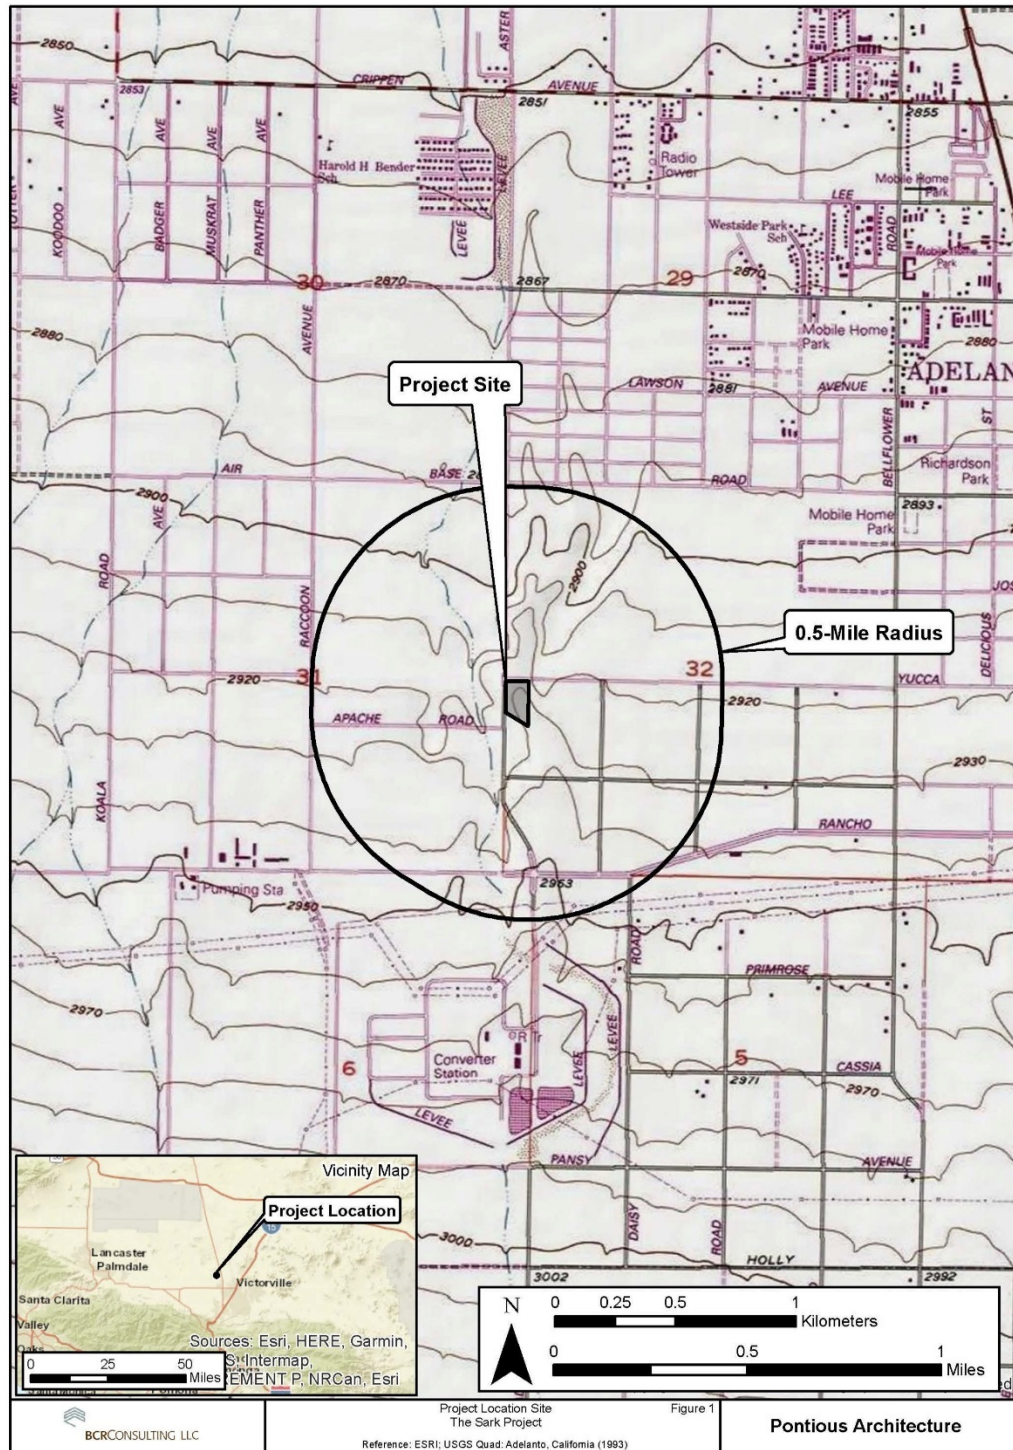 2850
ASTER
CRIPPEN
AVENUE
2853
2851
2855
KOODOO AVE
BADGER AVE
MUSKRAT AVE
PANTHER AVE
Harold H Bender
Sch
LEVEE
LEVEE
Radio
Tower
Mobile Home
Park
LEE
ROAD
Westside Park
Sch
Mobile Home
Park
30
2870
2867
29
2870
2880
AVENUE
Mobile Home
Park
2880
Project Site
LAWSON
2881
AVENUE
ADELAN
BELLFLOWER
ST
AIR
BASE
ROAD
Richardson
Park
2900
AVE
2893
Mobile Home
Park
ROAD
RACCOON
2900
JOS
DELICIOUS
0.5-Mile Radius
2920
31
32
YUCCA
APACHE
ROAD
2920
2930
KOALA
RANCHO
Pumping Sta
2950
2963
ROAD
PRIMROSE
2970
LEVEE
LEVEE
R Tr
Converter
Station
6
5
CASSIA
2971
2970
LEVEE
PANSY
AVENUE
DAISY
ROAD
3000
HOLLY
3002
2992
Vicinity Map
Project Location
15
Lancaster
Palmdale
Victorville
Santa Clarita
Valley
Oaks
Sources: Esri, HERE, Garmin,
Intermap,
REMENT P, NRCan, Esri
0 25 50
Miles
N
0 0.25 0.5 1
Kilometers
0 0.5 1
Miles
BCRCONSULTING LLC
Project Location Site
The Sark Project
Figure 1
Reference: ESRI; USGS Quad: Adelanto, California (1993)
Pontious Architecture